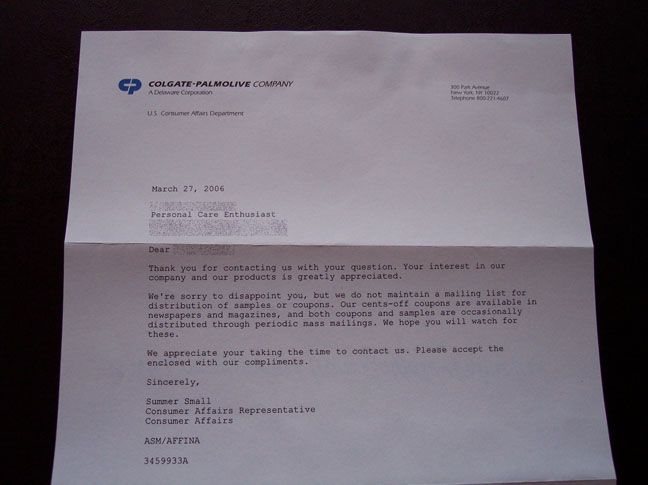 COLGATE-PALMOLIVE COMPANY
A Delaware Corporation
300 Park Avenue
New York, NY 10022
Telephone 800-221-4607
U.S. Consumer Affairs Department
March 27, 2006
Personal Care Enthusiast
Dear
Thank you for contacting us with your question. Your interest in our
company and our products is greatly appreciated.
We're sorry to disappoint you, but we do not maintain a mailing list for
distribution of samples or coupons. Our cents-off coupons are available in
newspapers and magazines, and both coupons and samples are occasionally
distributed through periodic mass mailings. We hope you will watch for
these.
We appreciate your taking the time to contact us. Please accept the
enclosed with our compliments.
Sincerely,
Summer Small
Consumer Affairs Representative
Consumer Affairs
ASM/AFFINA
3459933A